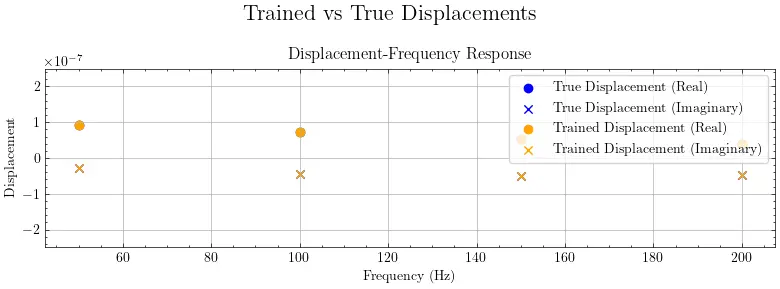 Trained vs True Displacements
Displacement-Frequency Response
×10⁻⁷
2
1
0
−1
−2
Displacement
True Displacement (Real)
True Displacement (Imaginary)
Trained Displacement (Real)
Trained Displacement (Imaginary)
60 80 100 120 140 160 180 200
Frequency (Hz)